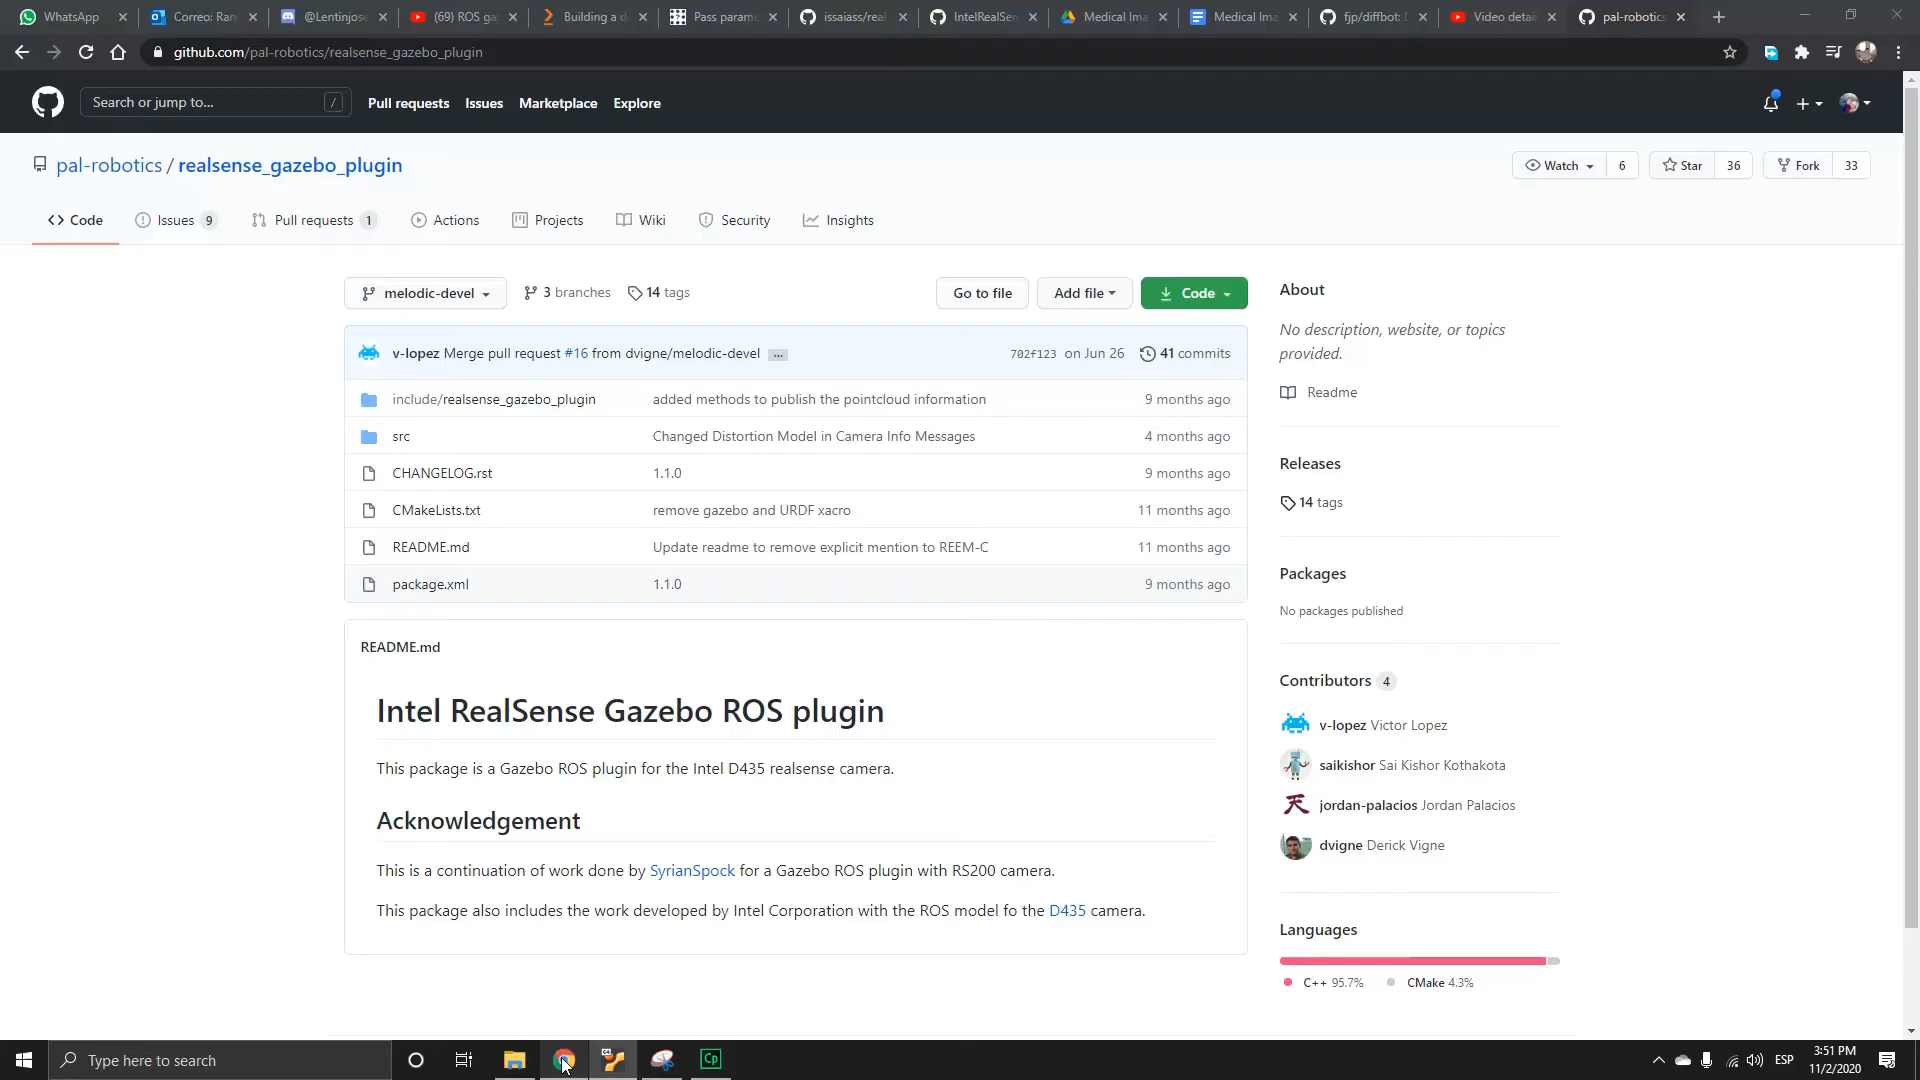 WhatsApp
Correo: Ran
@Lentinjose
(69) ROS ga
Building a d
Pass parame
issaiass/real
IntelRealSen
Medical Ima
Medical Ima
fjp/diffbot:
Video detail
pal-robotics
github.com/pal-robotics/realsense_gazebo_plugin
Search or jump to... /
Pull requests Issues Marketplace Explore
pal-robotics / realsense_gazebo_plugin
Watch 6 Star 36 Fork 33
Code Issues 9 Pull requests 1 Actions Projects Wiki Security Insights
melodic-devel 3 branches 14 tags Go to file Add file Code
v-lopez Merge pull request #16 from dvigne/melodic-devel ... 702f123 on Jun 26 41 commits
include/realsense_gazebo_plugin added methods to publish the pointcloud information 9 months ago
src Changed Distortion Model in Camera Info Messages 4 months ago
CHANGELOG.rst 1.1.0 9 months ago
CMakeLists.txt remove gazebo and URDF xacro 11 months ago
README.md Update readme to remove explicit mention to REEM-C 11 months ago
package.xml 1.1.0 9 months ago
README.md
Intel RealSense Gazebo ROS plugin
This package is a Gazebo ROS plugin for the Intel D435 realsense camera.
Acknowledgement
This is a continuation of work done by SyrianSpock for a Gazebo ROS plugin with RS200 camera.
This package also includes the work developed by Intel Corporation with the ROS model fo the D435 camera.
About
No description, website, or topics
provided.
Readme
Releases
14 tags
Packages
No packages published
Contributors 4
v-lopez Victor Lopez
saikishor Sai Kishor Kothakota
jordan-palacios Jordan Palacios
dvigne Derick Vigne
Languages
C++ 95.7% CMake 4.3%
Type here to search
Cp
ESP
3:51 PM
11/2/2020